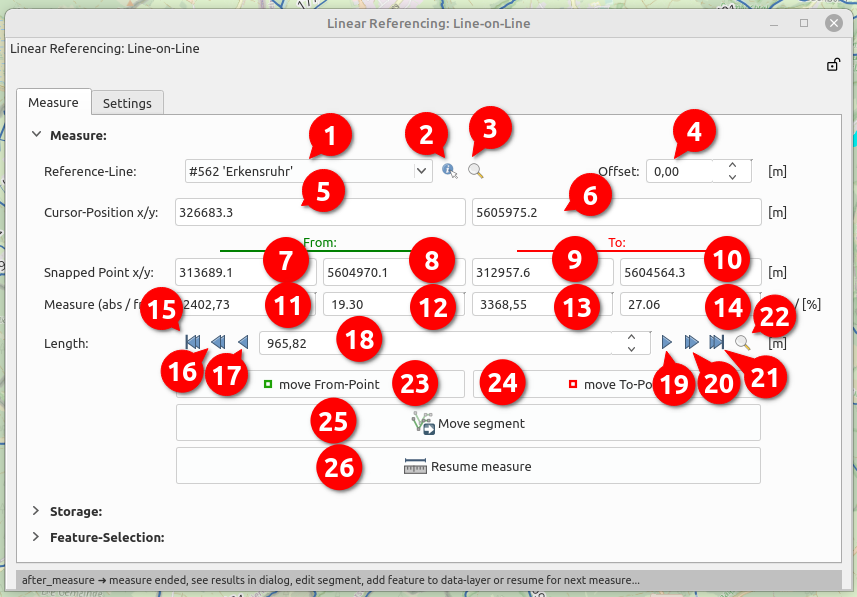 Linear Referencing: Line-on-Line
Linear Referencing: Line-on-Line
Measure Settings
Measure:
1 2 3 4
Reference-Line: #562 'Erkensruhr' Offset: 0,00 [m]
5 6
Cursor-Position x/y: 326683.3 5605975.2 [m]
From: To:
7 8 9 10
Snapped Point x/y: 313689.1 5604970.1 312957.6 5604564.3 [m]
15 11 12 13 14 22
Measure (abs / 2402,73 19.30 3368,55 27.06 / [%]
Length: 965,82 18 [m]
16 17 19 20 21
move From-Point 23 24 move To-Po
25 Move segment
26 Resume measure
Storage:
Feature-Selection:
after_measure ➔ measure ended, see results in dialog, edit segment, add feature to data-layer or resume for next measure...